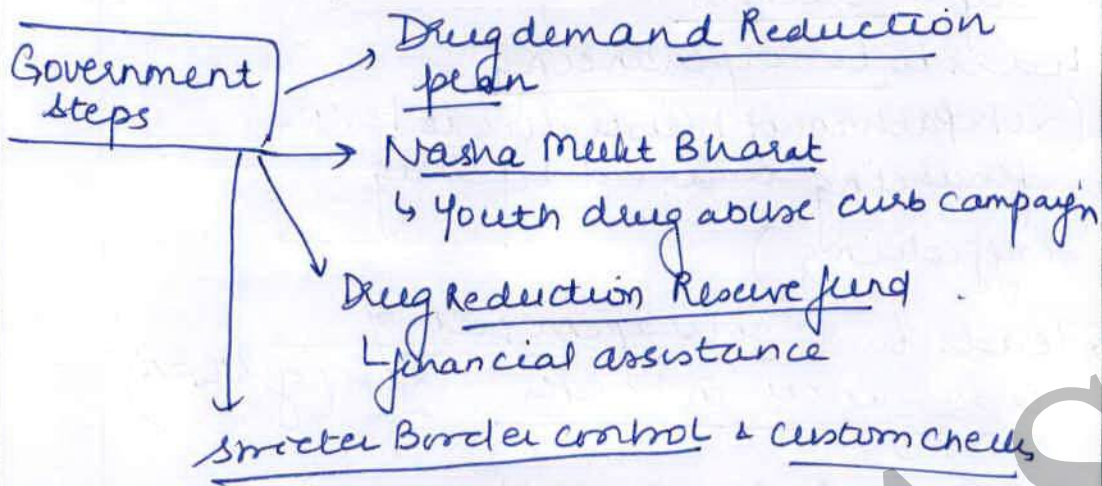 Government
steps
Drug demand Reduction
plan
Nasha Mukt Bharat
↳ Youth drug abuse curb campaign
Drug Reduction Reserve fund .
↳ financial assistance
stricter Border control & custom checks